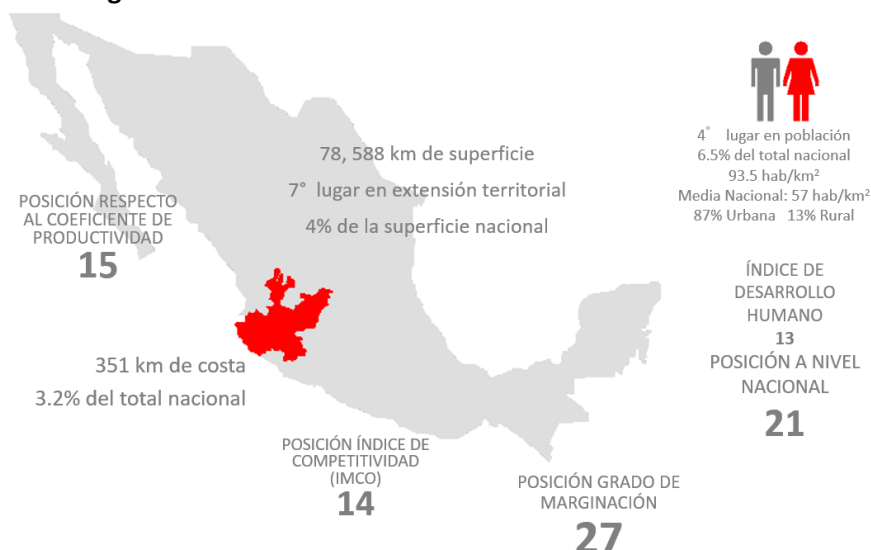 4° lugar en población
6.5% del total nacional
93.5 hab/km²
Media Nacional: 57 hab/km²
87% Urbana 13% Rural
78, 588 km de superficie
7° lugar en extensión territorial
4% de la superficie nacional
POSICIÓN RESPECTO
AL COEFICIENTE DE
PRODUCTIVIDAD
15
ÍNDICE DE
DESARROLLO
HUMANO
13
POSICIÓN A NIVEL
NACIONAL
21
351 km de costa
3.2% del total nacional
POSICIÓN ÍNDICE DE
COMPETITIVIDAD
(IMCO)
14
POSICIÓN GRADO DE
MARGINACIÓN
27